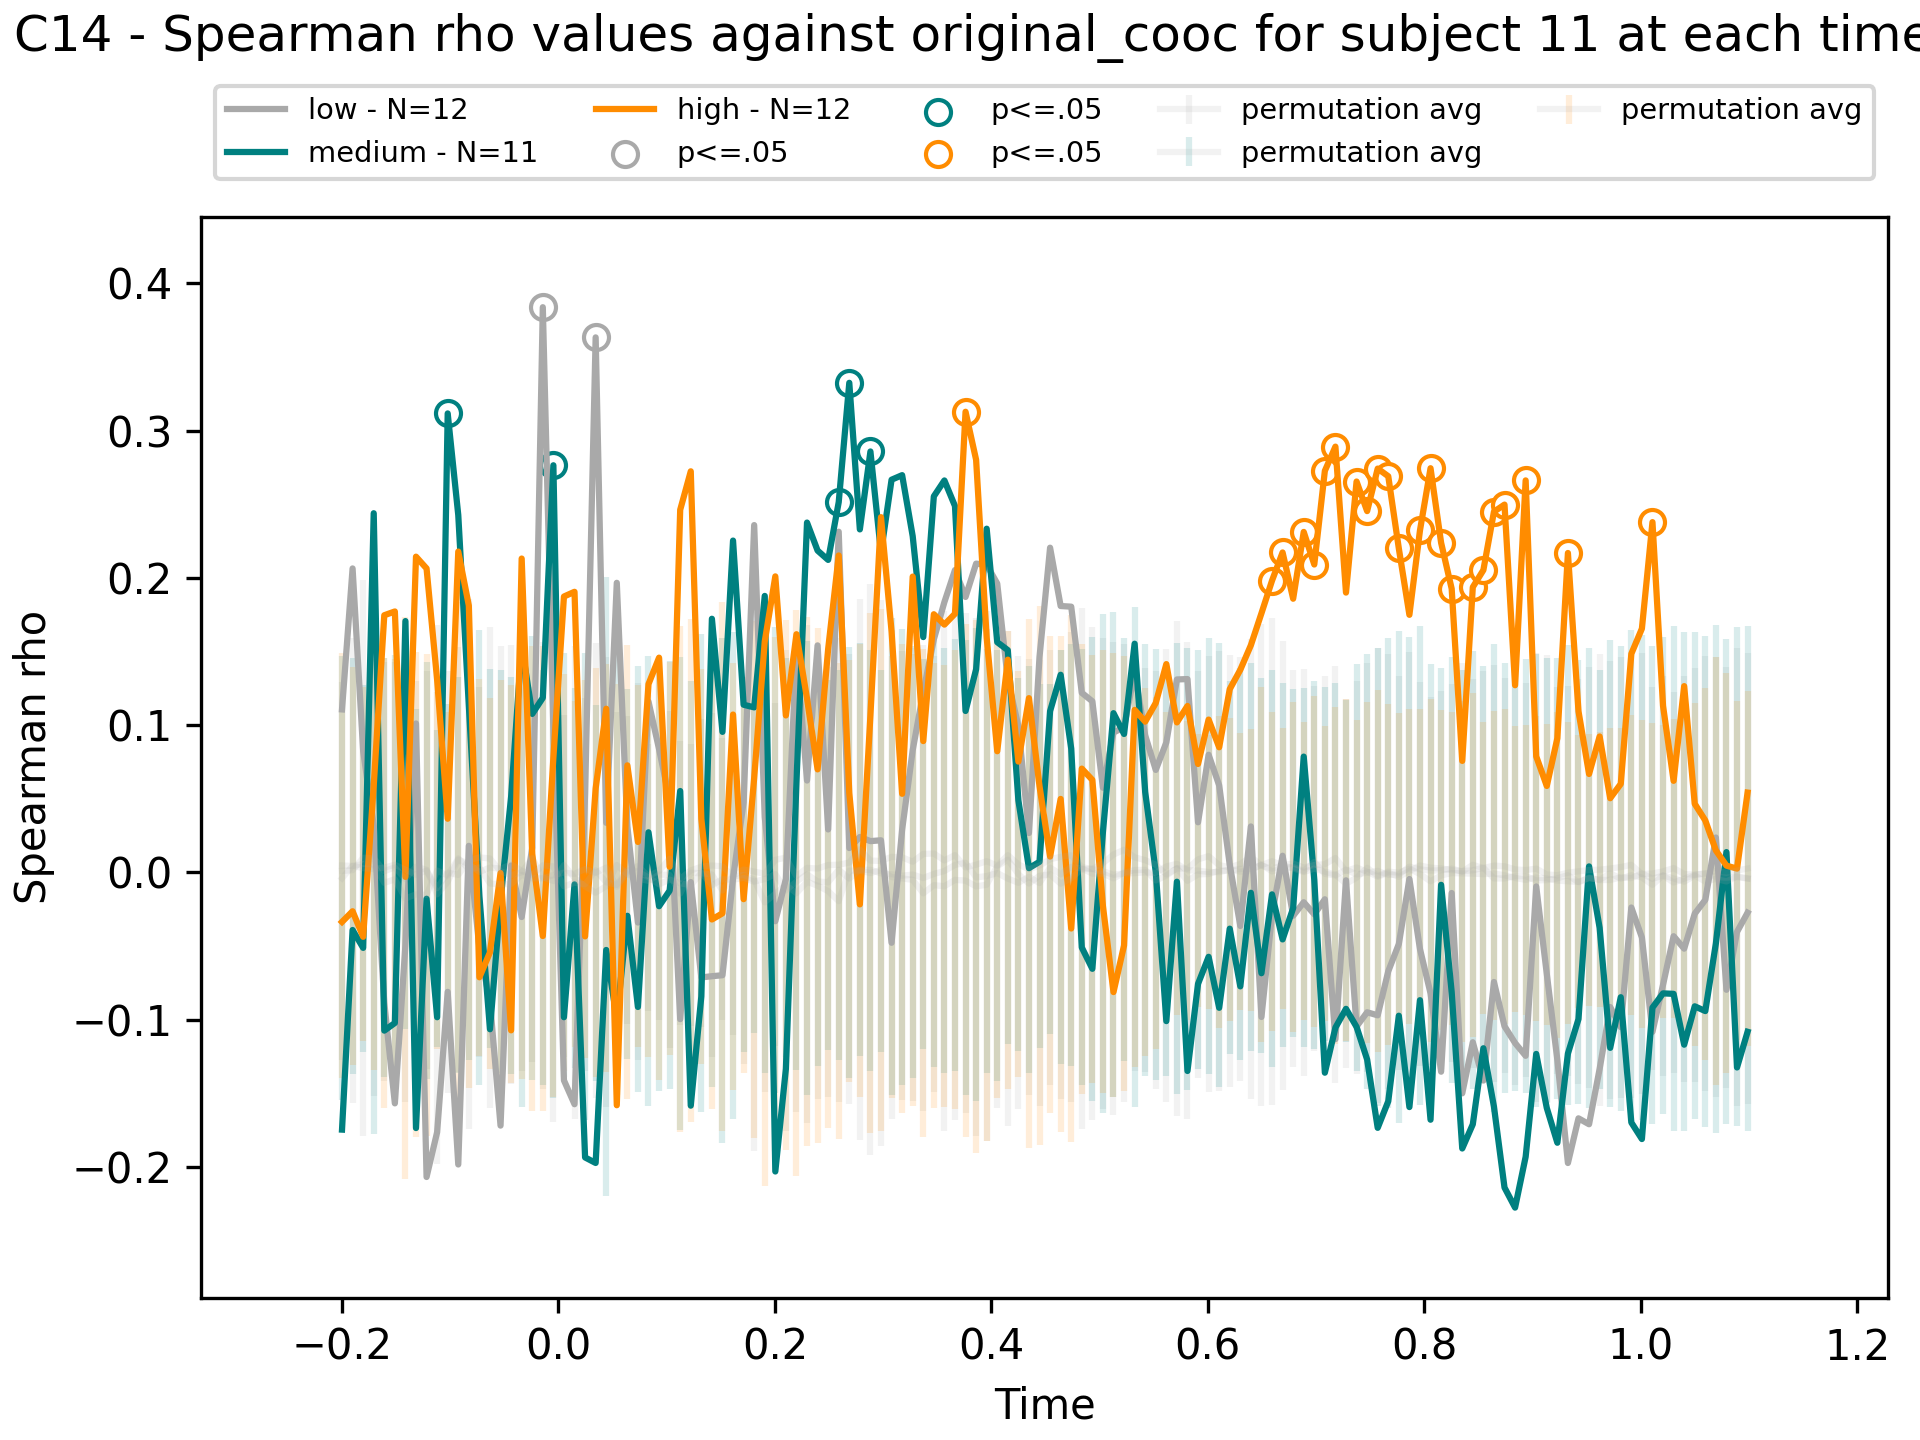 C14 - Spearman rho values against original_cooc for subject 11 at each time
low - N=12
medium - N=11
high - N=12
p<=.05
p<=.05
p<=.05
permutation avg
permutation avg
permutation avg
Spearman rho
0.4
0.3
0.2
0.1
0.0
−0.1
−0.2
−0.2
0.0
0.2
0.4
0.6
0.8
1.0
1.2
Time